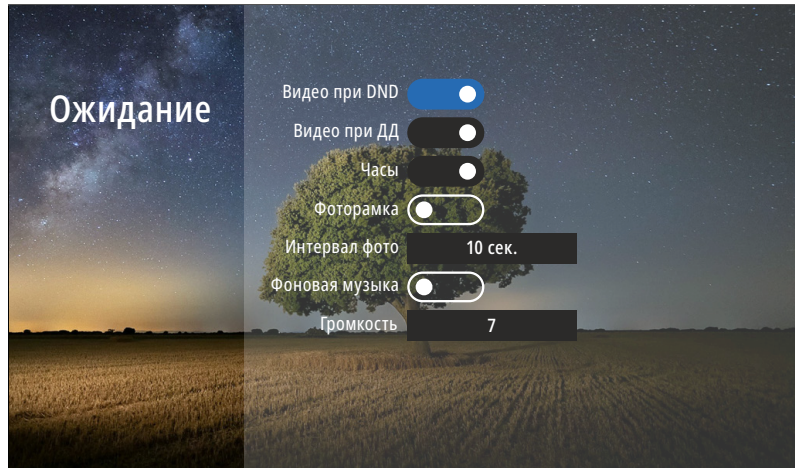 Ожидание
Видео при DND
Видео при ДД
Часы
Фоторамка
Интервал фото 10 сек.
Фоновая музыка
Громкость 7